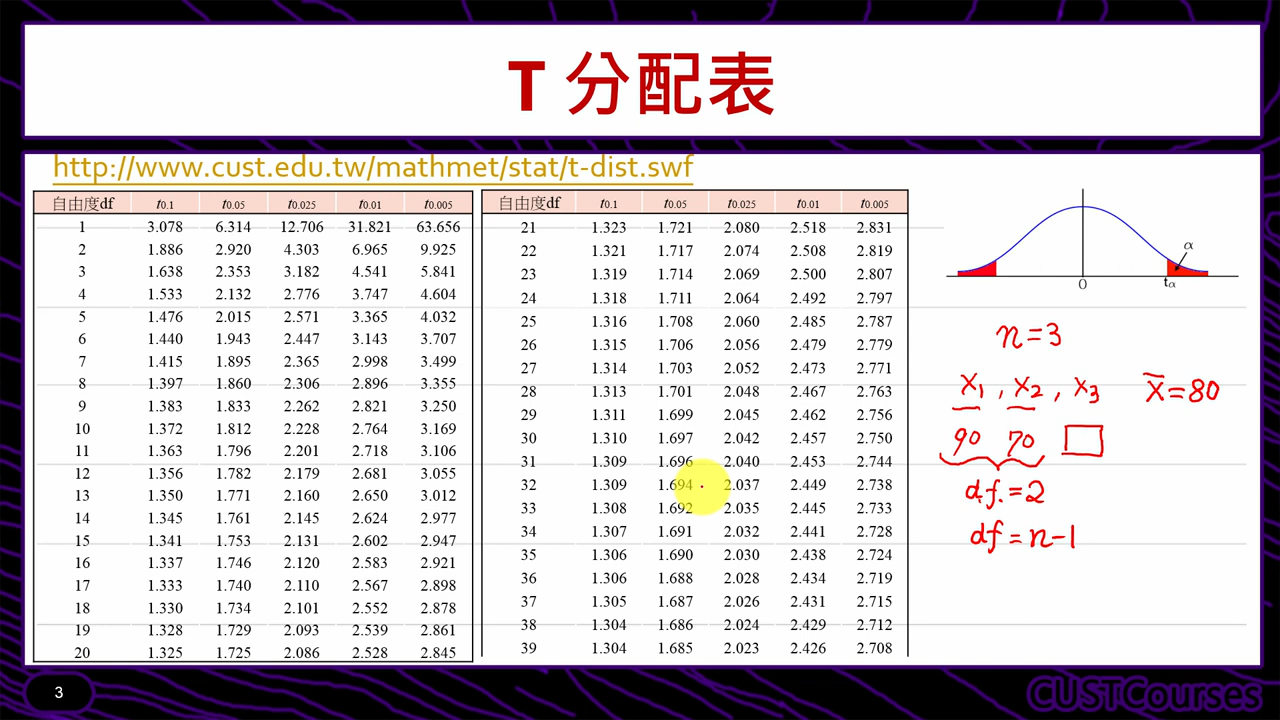 T 分配表
http://www.cust.edu.tw/mathmet/stat/t-dist.swf
自由度df t0.1 t0.05 t0.025 t0.01 t0.005
1 3.078 6.314 12.706 31.821 63.656
2 1.886 2.920 4.303 6.965 9.925
3 1.638 2.353 3.182 4.541 5.841
4 1.533 2.132 2.776 3.747 4.604
5 1.476 2.015 2.571 3.365 4.032
6 1.440 1.943 2.447 3.143 3.707
7 1.415 1.895 2.365 2.998 3.499
8 1.397 1.860 2.306 2.896 3.355
9 1.383 1.833 2.262 2.821 3.250
10 1.372 1.812 2.228 2.764 3.169
11 1.363 1.796 2.201 2.718 3.106
12 1.356 1.782 2.179 2.681 3.055
13 1.350 1.771 2.160 2.650 3.012
14 1.345 1.761 2.145 2.624 2.977
15 1.341 1.753 2.131 2.602 2.947
16 1.337 1.746 2.120 2.583 2.921
17 1.333 1.740 2.110 2.567 2.898
18 1.330 1.734 2.101 2.552 2.878
19 1.328 1.729 2.093 2.539 2.861
20 1.325 1.725 2.086 2.528 2.845
自由度df t0.1 t0.05 t0.025 t0.01 t0.005
21 1.323 1.721 2.080 2.518 2.831
22 1.321 1.717 2.074 2.508 2.819
23 1.319 1.714 2.069 2.500 2.807
24 1.318 1.711 2.064 2.492 2.797
25 1.316 1.708 2.060 2.485 2.787
26 1.315 1.706 2.056 2.479 2.779
27 1.314 1.703 2.052 2.473 2.771
28 1.313 1.701 2.048 2.467 2.763
29 1.311 1.699 2.045 2.462 2.756
30 1.310 1.697 2.042 2.457 2.750
31 1.309 1.696 2.040 2.453 2.744
32 1.309 1.694 2.037 2.449 2.738
33 1.308 1.692 2.035 2.445 2.733
34 1.307 1.691 2.032 2.441 2.728
35 1.306 1.690 2.030 2.438 2.724
36 1.306 1.688 2.028 2.434 2.719
37 1.305 1.687 2.026 2.431 2.715
38 1.304 1.686 2.024 2.429 2.712
39 1.304 1.685 2.023 2.426 2.708
α
0 tα
n=3
x1 , x2 , x3 x̄=80
90 70
d.f.=2
df=n-1
3
CUSTCourses